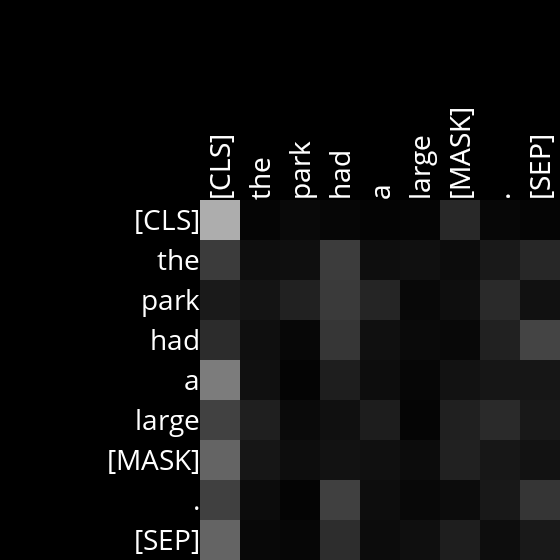 [CLS] the park had a large [MASK] . [SEP]
[CLS]
the
park
had
a
large
[MASK]
.
[SEP]